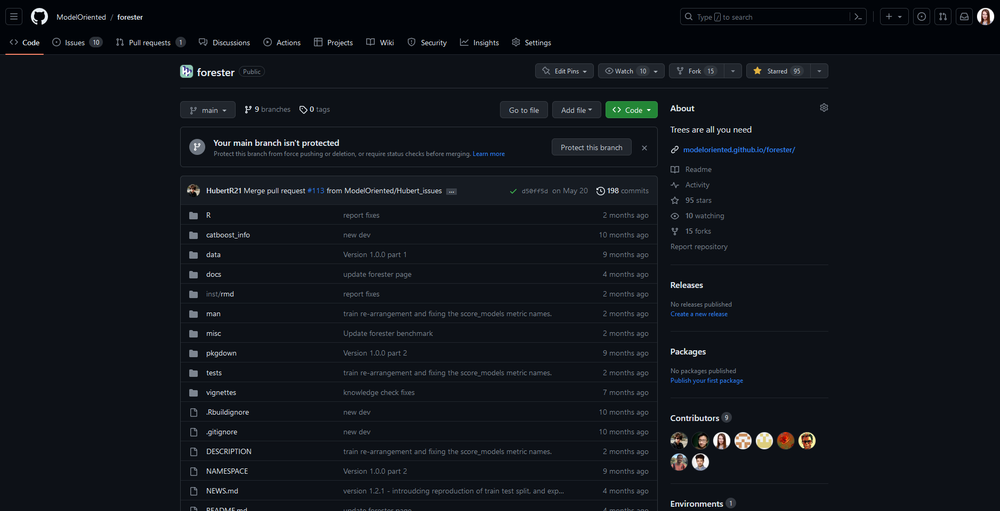 ModelOriented / forester
Type / to search
Code
Issues 10
Pull requests 1
Discussions
Actions
Projects
Wiki
Security
Insights
Settings
forester Public
Edit Pins
Watch 10
Fork 15
Starred 95
main
9 branches
0 tags
Go to file
Add file
Code
Your main branch isn't protected
Protect this branch from force pushing or deletion, or require status checks before merging. Learn more
Protect this branch
HubertR21 Merge pull request #113 from ModelOriented/Hubert_issues ... d50ff5d on May 20 198 commits
R report fixes 2 months ago
catboost_info new dev 10 months ago
data Version 1.0.0 part 1 9 months ago
docs update forester page 4 months ago
inst/rmd report fixes 2 months ago
man train re-arrangement and fixing the score_models metric names. 2 months ago
misc Update forester benchmark 2 months ago
pkgdown Version 1.0.0 part 2 9 months ago
tests train re-arrangement and fixing the score_models metric names. 2 months ago
vignettes knowledge check fixes 7 months ago
.Rbuildignore new dev 10 months ago
.gitignore new dev 10 months ago
DESCRIPTION train re-arrangement and fixing the score_models metric names. 2 months ago
NAMESPACE Version 1.0.0 part 2 9 months ago
NEWS.md version 1.2.1 - introudcing reproduction of train test split, and exp... 4 months ago
README.md update forester page 4 months ago
About
Trees are all you need
modeloriented.github.io/forester/
Readme
Activity
95 stars
10 watching
15 forks
Report repository
Releases
No releases published
Create a new release
Packages
No packages published
Publish your first package
Contributors 9
Environments 1